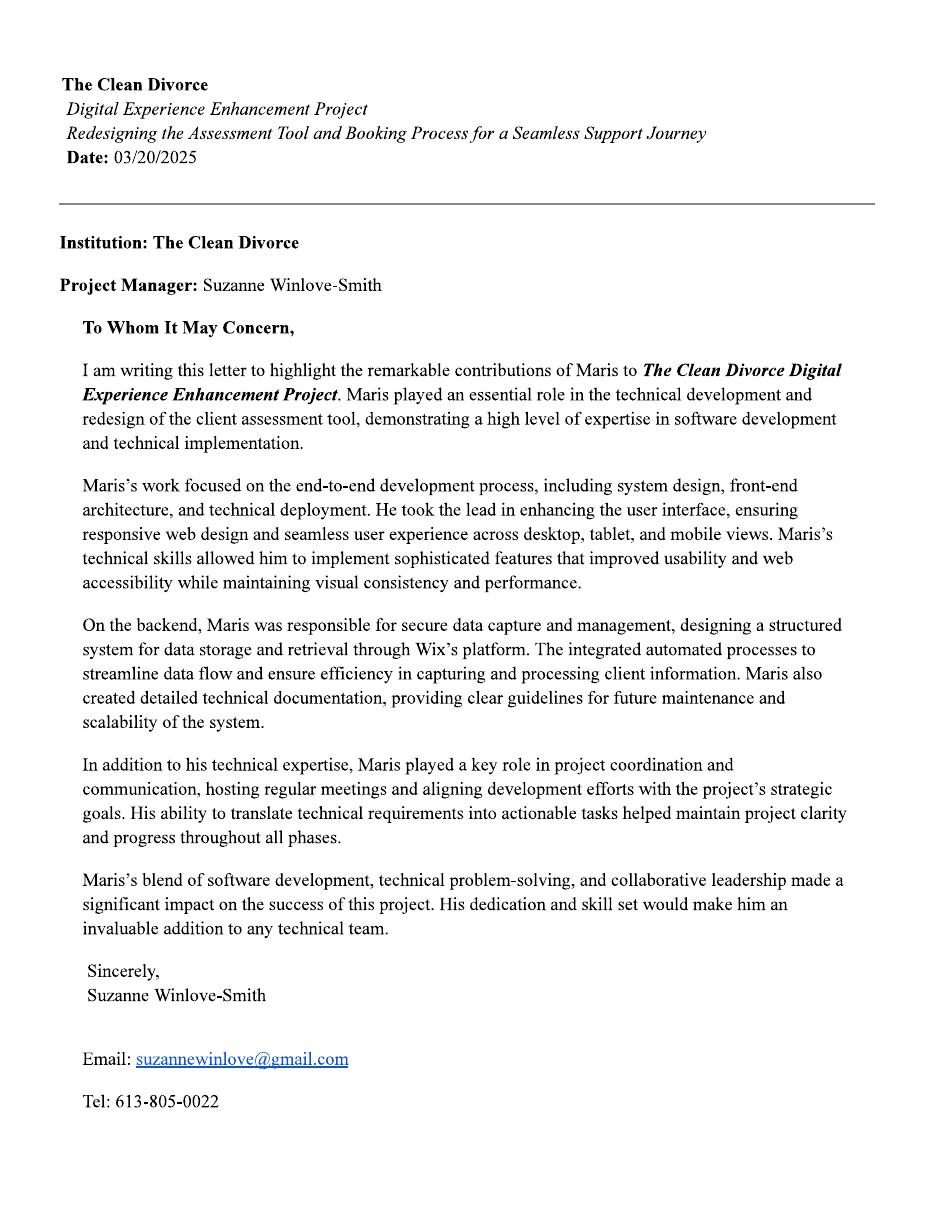 The Clean Divorce
Digital Experience Enhancement Project
Redesigning the Assessment Tool and Booking Process for a Seamless Support Journey
Date: 03/20/2025
Institution: The Clean Divorce
Project Manager: Suzanne Winlove-Smith
To Whom It May Concern,
I am writing this letter to highlight the remarkable contributions of Maris to The Clean Divorce Digital
Experience Enhancement Project. Maris played an essential role in the technical development and
redesign of the client assessment tool, demonstrating a high level of expertise in software development
and technical implementation.
Maris’s work focused on the end-to-end development process, including system design, front-end
architecture, and technical deployment. He took the lead in enhancing the user interface, ensuring
responsive web design and seamless user experience across desktop, tablet, and mobile views. Maris’s
technical skills allowed him to implement sophisticated features that improved usability and web
accessibility while maintaining visual consistency and performance.
On the backend, Maris was responsible for secure data capture and management, designing a structured
system for data storage and retrieval through Wix’s platform. The integrated automated processes to
streamline data flow and ensure efficiency in capturing and processing client information. Maris also
created detailed technical documentation, providing clear guidelines for future maintenance and
scalability of the system.
In addition to his technical expertise, Maris played a key role in project coordination and
communication, hosting regular meetings and aligning development efforts with the project’s strategic
goals. His ability to translate technical requirements into actionable tasks helped maintain project clarity
and progress throughout all phases.
Maris’s blend of software development, technical problem-solving, and collaborative leadership made a
significant impact on the success of this project. His dedication and skill set would make him an
invaluable addition to any technical team.
Sincerely,
Suzanne Winlove-Smith
Email: suzannewinlove@gmail.com
Tel: 613-805-0022